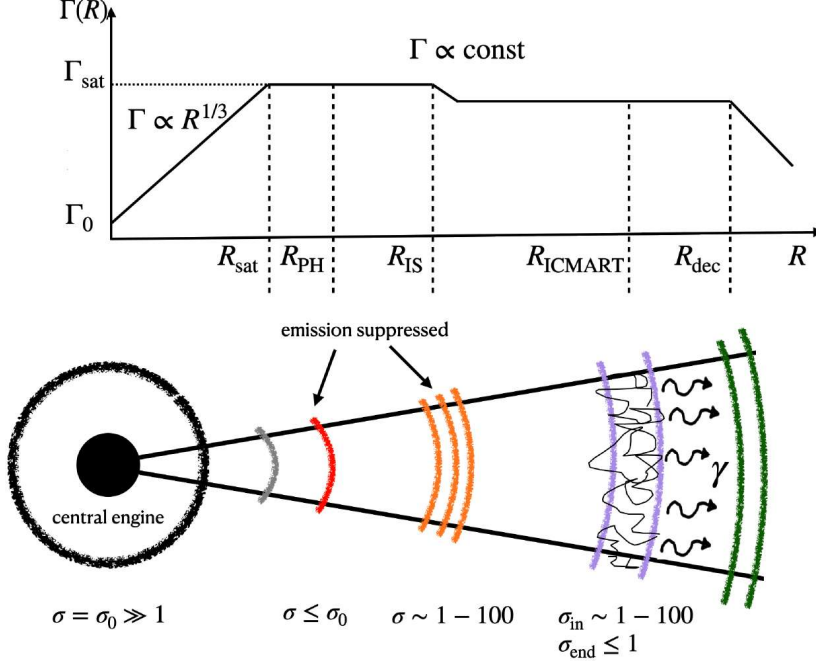 Γ(R)
Γ ∝ const
Γsat
Γ ∝ R^1/3
Γ0
Rsat RPH RIS RICMART Rdec R
emission suppressed
γ
central engine
σ = σ0 ≫ 1 σ ≤ σ0 σ ~ 1 − 100 σin ~ 1 − 100
σend ≤ 1